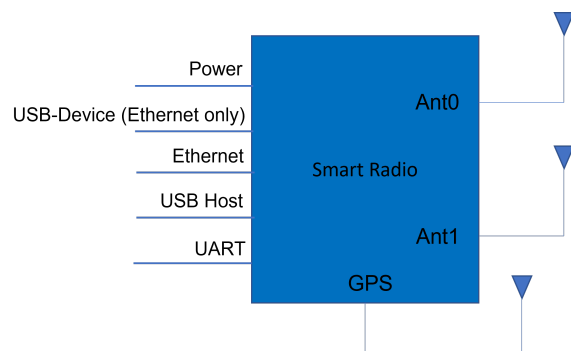 Power
USB-Device (Ethernet only)
Ethernet
USB Host
UART
Ant0
Smart Radio
Ant1
GPS